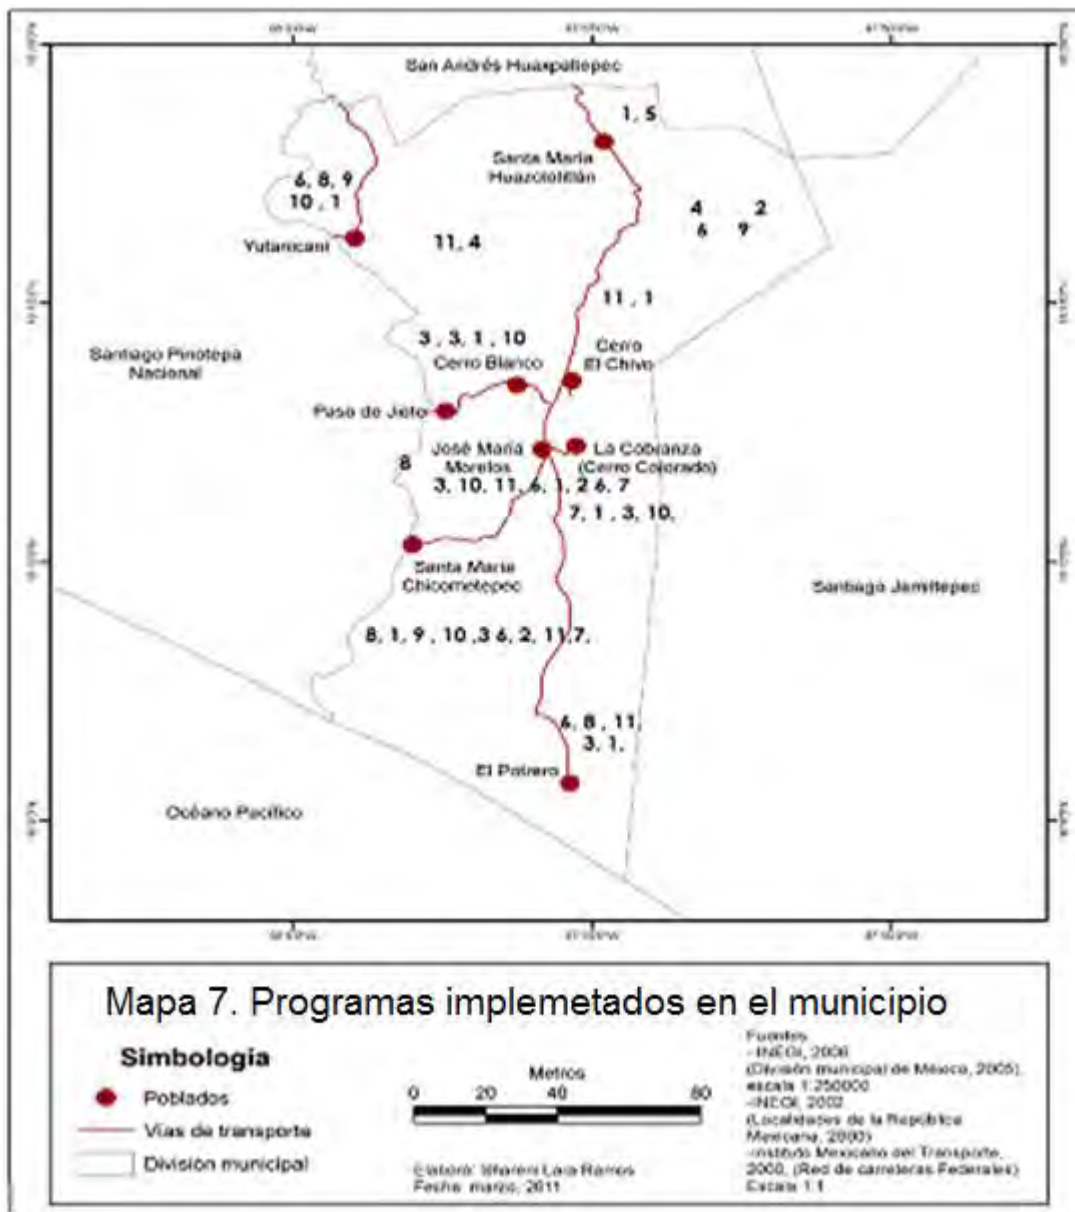 San Andrés Huaxpaltepec
1, 5
Santa María
Huazolotitlán
6, 8, 9
10 , 1
4 2
6 9
Yutanicani
11, 4
11 , 1
3 , 3, 1 , 10
Cerro Blanco
Cerro
El Chivo
Santiago Pinotepa
Nacional
Paso de Jiote
José María
Morelos
La Cobranza
(Cerro Colorado)
8
3, 10, 11, 6, 1, 2 6, 7
7, 1 , 3, 10,
Santa María
Chicometepec
Santiago Jamiltepec
8, 1, 9 , 10 ,3 6, 2, 11,7,
6, 8 , 11,
3, 1,
El Potrero
Océano Pacífico
Mapa 7. Programas implemetados en el municipio
Simbología
Poblados
Vías de transporte
División municipal
Metros
0 20 40 80
Elaboró: Lara Ramos
Fecha: marzo, 2011
Fuentes
-INEGI, 2006
(División municipal de México, 2005),
escala 1:250000
-INEGI, 2002
(Localidades de la República
Mexicana, 2000)
-Instituto Mexicano del Transporte,
2000, (Red de carreteras Federales)
Escala 1:1